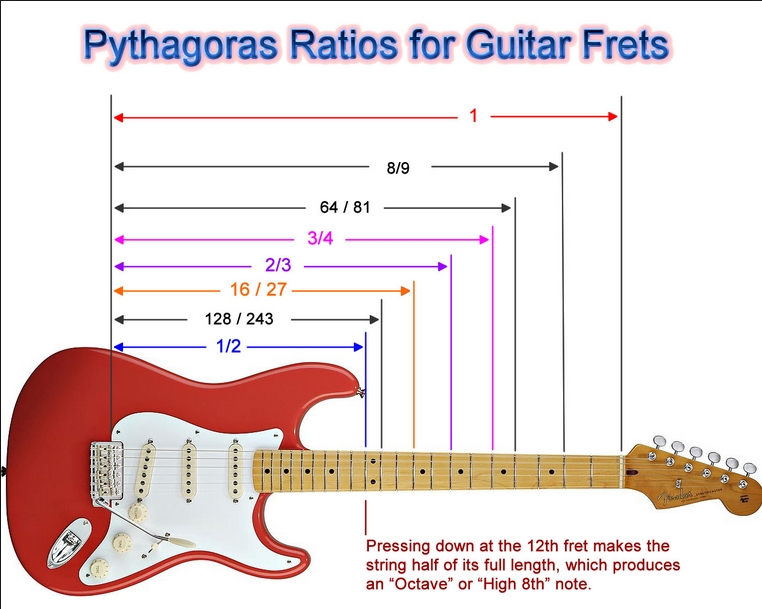 Pythagoras Ratios for Guitar Frets
1
8/9
64 / 81
3/4
2/3
16 / 27
128 / 243
1/2
Fender
Pressing down at the 12th fret makes the
string half of its full length, which produces
an “Octave” or “High 8th” note.